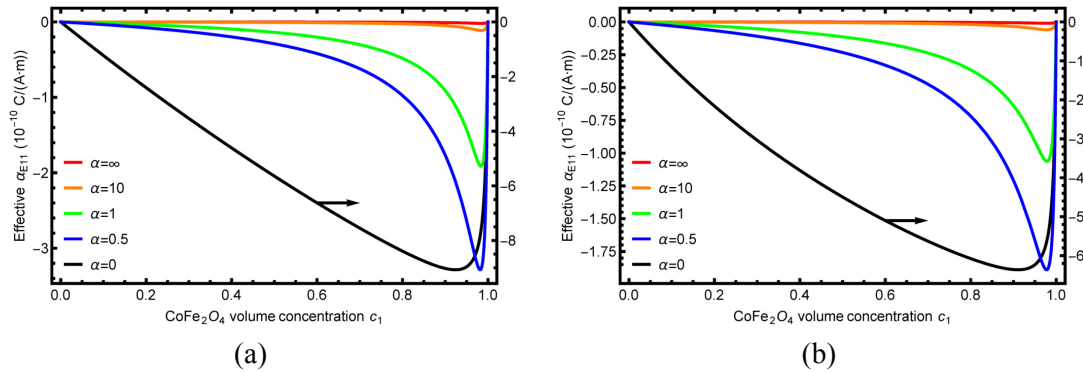 0
−1
−2
−3
Effective αE11 (10⁻¹⁰ C/(A·m))
α=∞
α=10
α=1
α=0.5
α=0
0
−2
−4
−6
−8
0.0 0.2 0.4 0.6 0.8 1.0
CoFe₂O₄ volume concentration c₁
(a)
0.00
−0.25
−0.50
−0.75
−1.00
−1.25
−1.50
−1.75
Effective αE11 (10⁻¹⁰ C/(A·m))
α=∞
α=10
α=1
α=0.5
α=0
0
−1
−2
−3
−4
−5
−6
0.0 0.2 0.4 0.6 0.8 1.0
CoFe₂O₄ volume concentration c₁
(b)